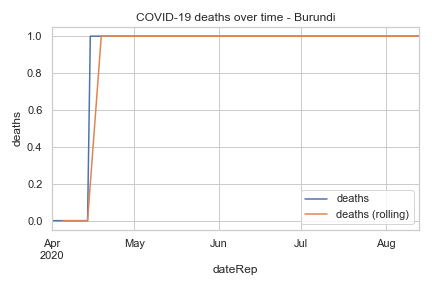 COVID-19 deaths over time - Burundi
1.0
0.8
0.6
0.4
0.2
0.0
deaths
deaths
deaths (rolling)
Apr
2020
May
Jun
Jul
Aug
dateRep